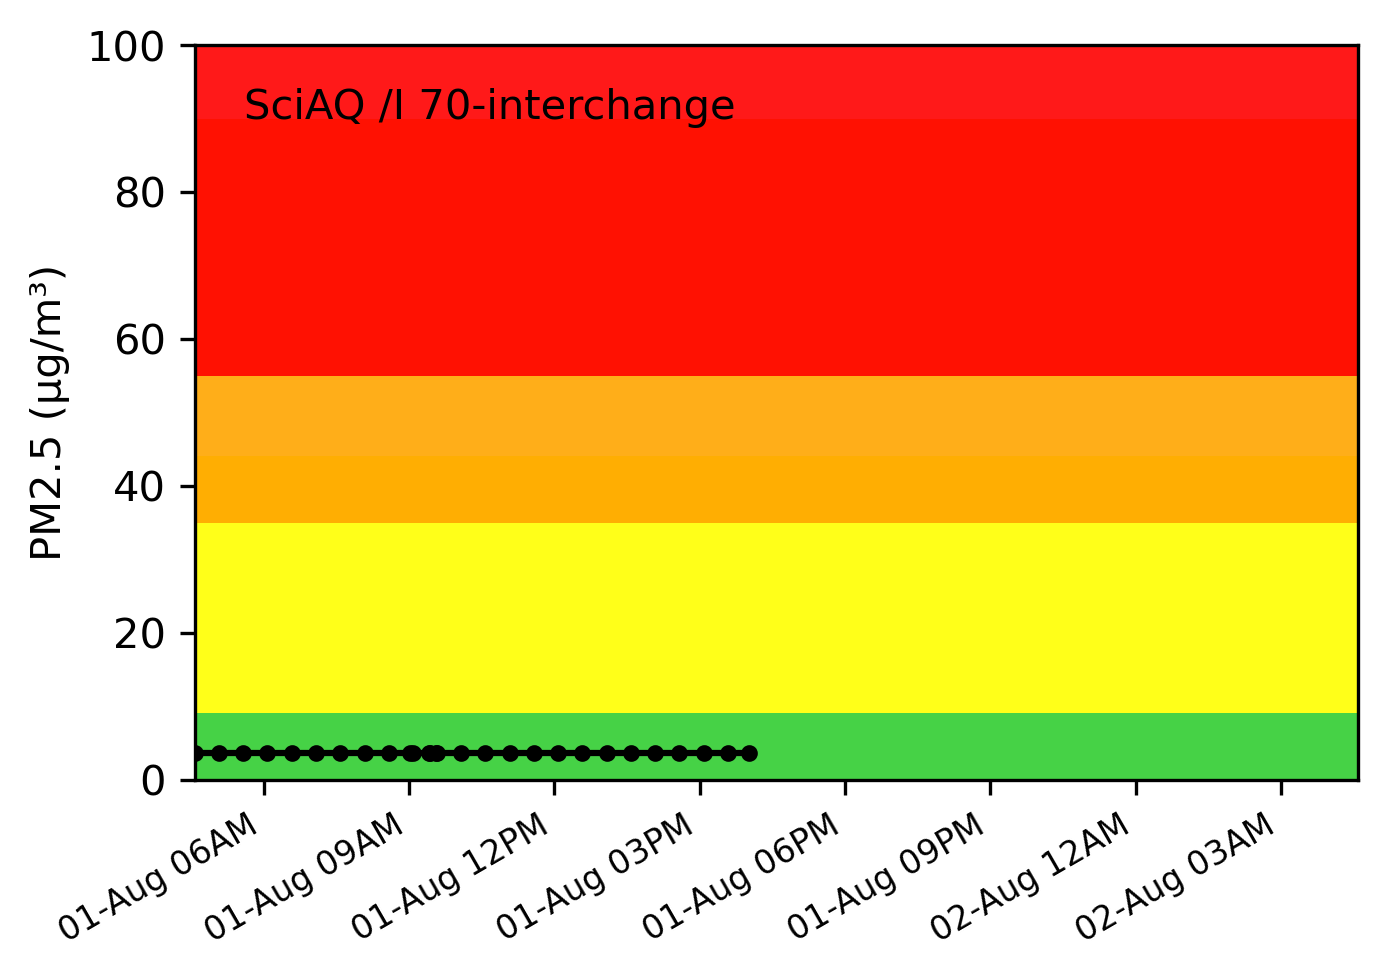 SciAQ /I 70-interchange
PM2.5 (µg/m³)
100
80
60
40
20
0
01-Aug 06AM
01-Aug 09AM
01-Aug 12PM
01-Aug 03PM
01-Aug 06PM
01-Aug 09PM
02-Aug 12AM
02-Aug 03AM